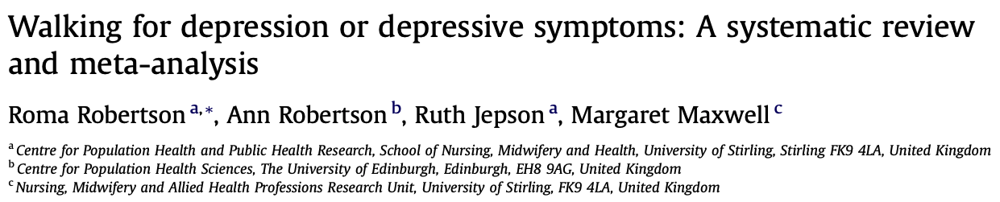 Walking for depression or depressive symptoms: A systematic review
and meta-analysis
Roma Robertson a,*, Ann Robertson b, Ruth Jepson a, Margaret Maxwell c
a Centre for Population Health and Public Health Research, School of Nursing, Midwifery and Health, University of Stirling, Stirling FK9 4LA, United Kingdom
b Centre for Population Health Sciences, The University of Edinburgh, Edinburgh, EH8 9AG, United Kingdom
c Nursing, Midwifery and Allied Health Professions Research Unit, University of Stirling, FK9 4LA, United Kingdom